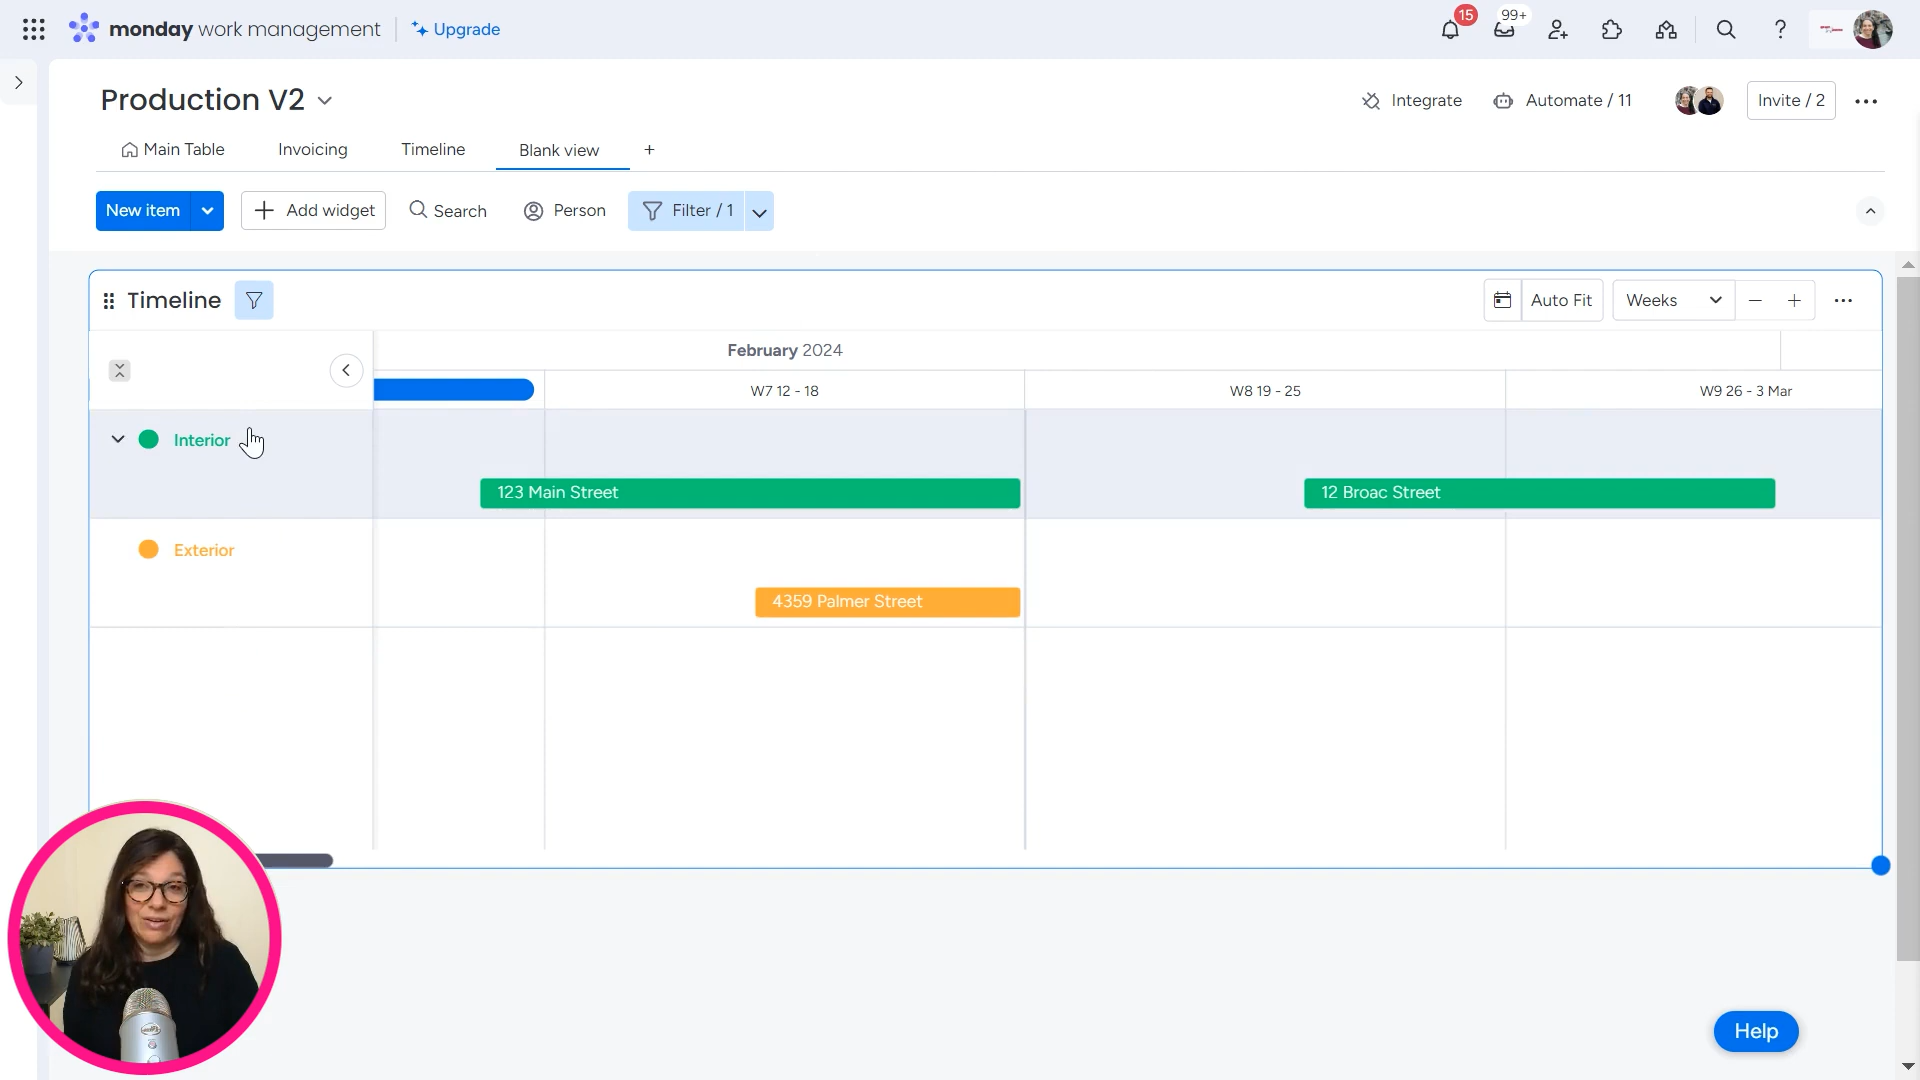 monday work management
Upgrade
15
99+
Production V2
Integrate
Automate / 11
Invite / 2
Main Table
Invoicing
Timeline
Blank view
New item
Add widget
Search
Person
Filter / 1
Timeline
Auto Fit
Weeks
February 2024
W7 12 - 18
W8 19 - 25
W9 26 - 3 Mar
Interior
123 Main Street
12 Broac Street
Exterior
4359 Palmer Street
Help